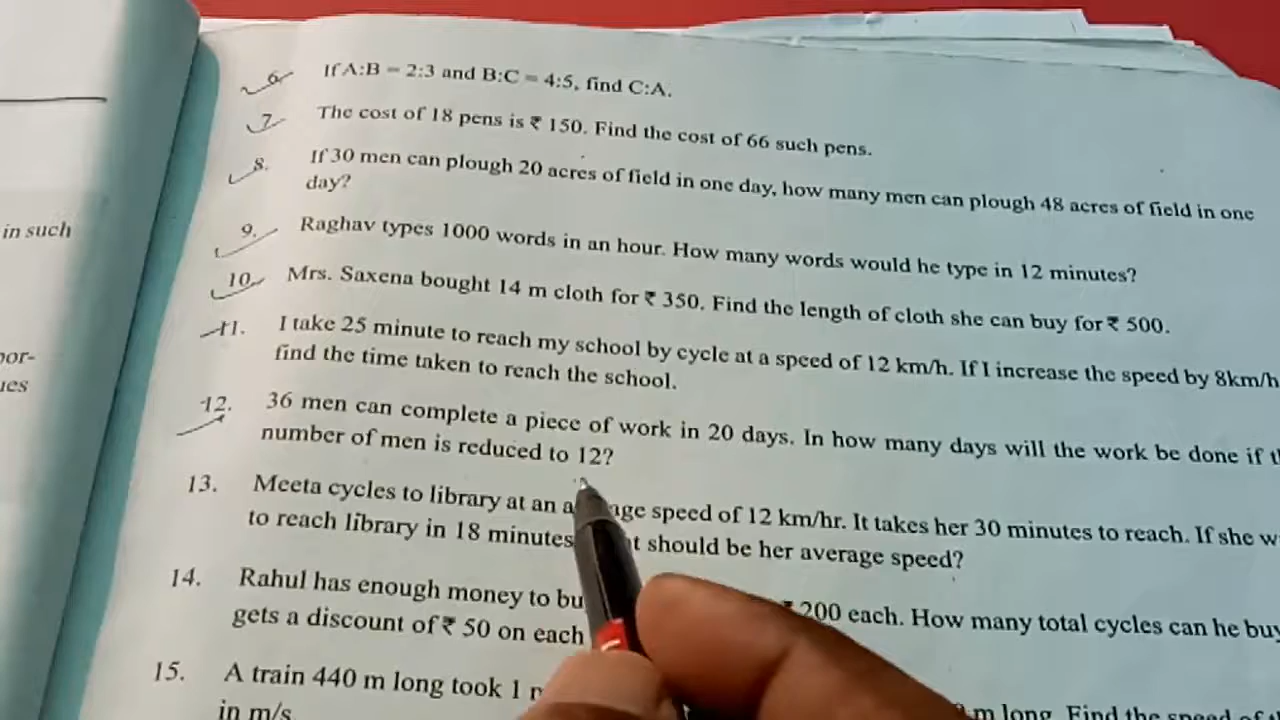 in such
6. If A:B = 2:3 and B:C = 4:5, find C:A.
7. The cost of 18 pens is ₹ 150. Find the cost of 66 such pens.
8. If 30 men can plough 20 acres of field in one day, how many men can plough 48 acres of field in one
day?
9. Raghav types 1000 words in an hour. How many words would he type in 12 minutes?
10. Mrs. Saxena bought 14 m cloth for ₹ 350. Find the length of cloth she can buy for ₹ 500.
11. I take 25 minute to reach my school by cycle at a speed of 12 km/h. If I increase the speed by 8km/h
find the time taken to reach the school.
12. 36 men can complete a piece of work in 20 days. In how many days will the work be done if
number of men is reduced to 12?
13. Meeta cycles to library at an speed of 12 km/hr. It takes her 30 minutes to reach. If she
to reach library in 18 minutes should be her average speed?
14. Rahul has enough money to ₹ 200 each. How many total cycles can he buy
gets a discount of ₹ 50 on each
15. A train 440 m long took 1 m long. Find the speed of
in m/s